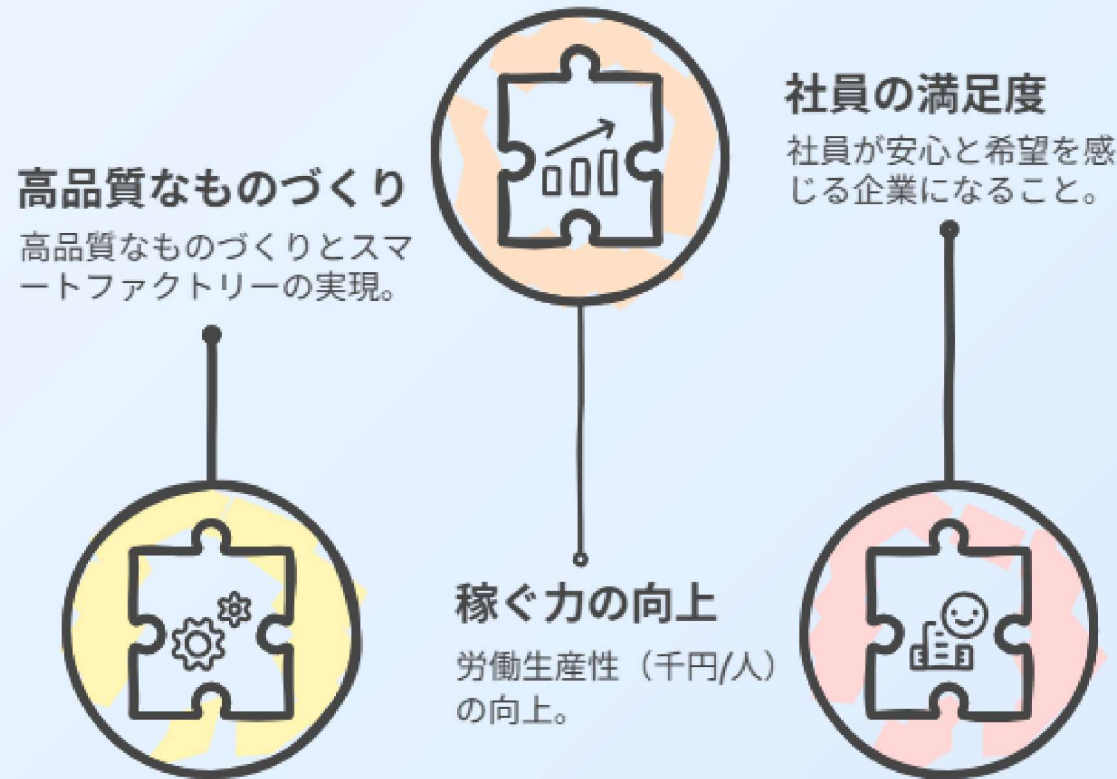 高品質なものづくり
高品質なものづくりとスマ
ートファクトリーの実現。
稼ぐ力の向上
労働生産性（千円/人）
の向上。
社員の満足度
社員が安心と希望を感
じる企業になること。